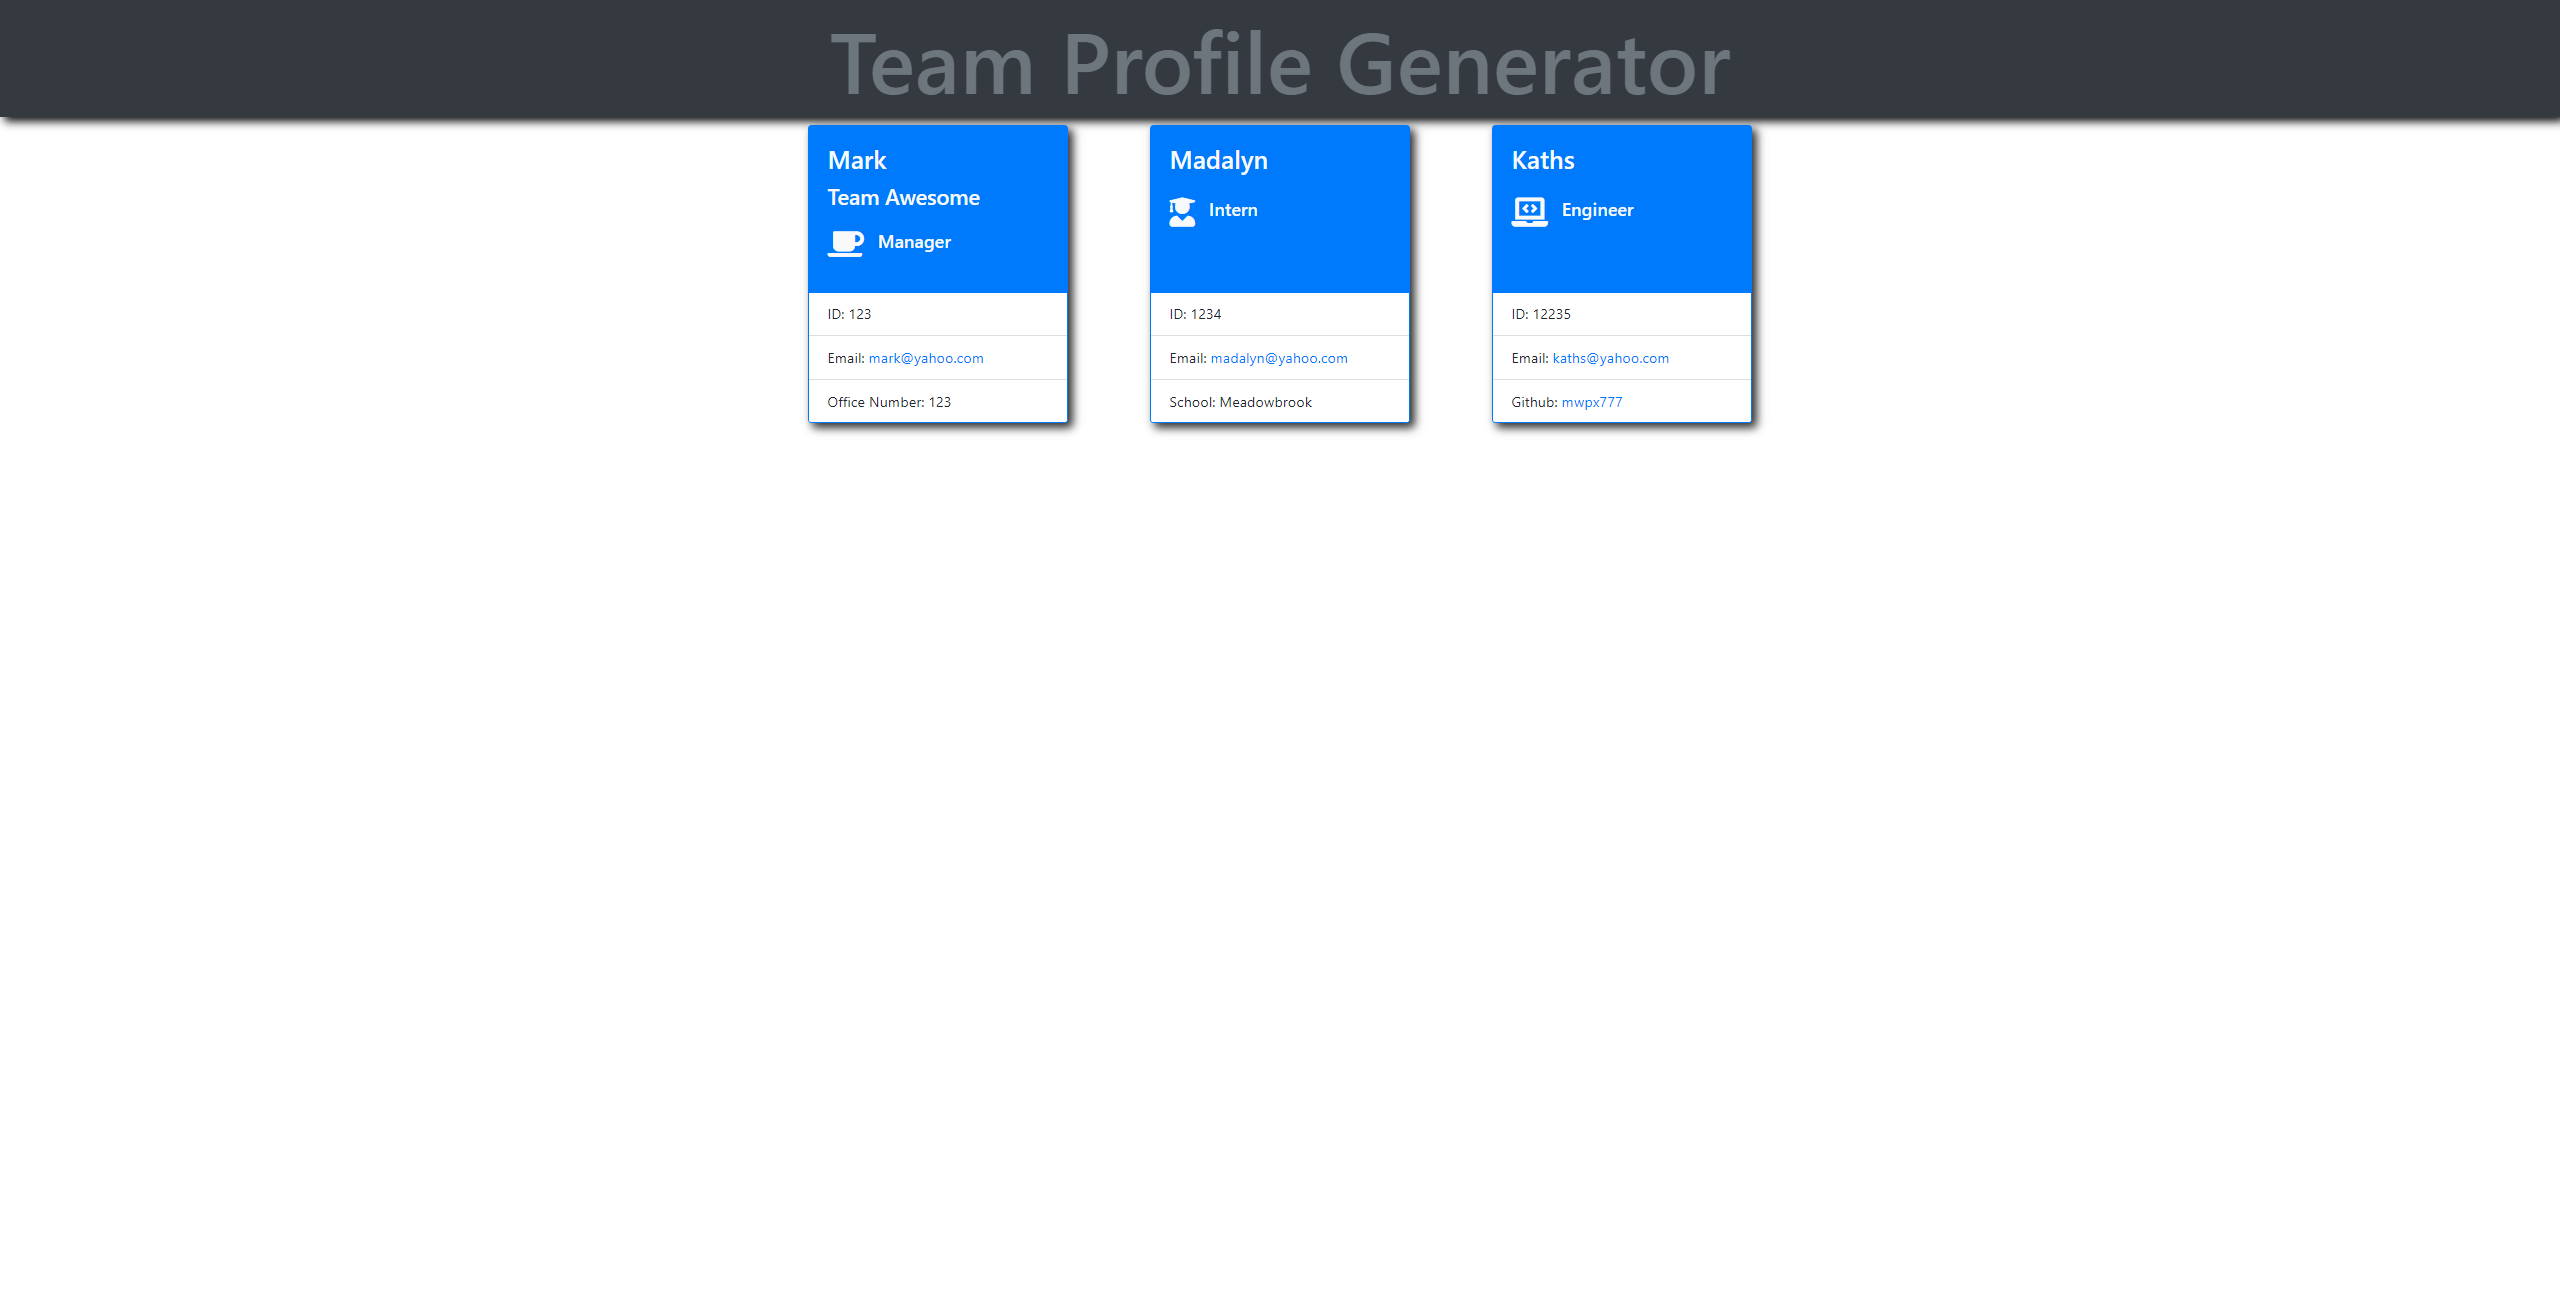 Team Profile Generator
Mark
Team Awesome
Manager
ID: 123
Email: mark@yahoo.com
Office Number: 123
Madalyn
Intern
ID: 1234
Email: madalyn@yahoo.com
School: Meadowbrook
Kaths
Engineer
ID: 12235
Email: kaths@yahoo.com
Github: mwpx777